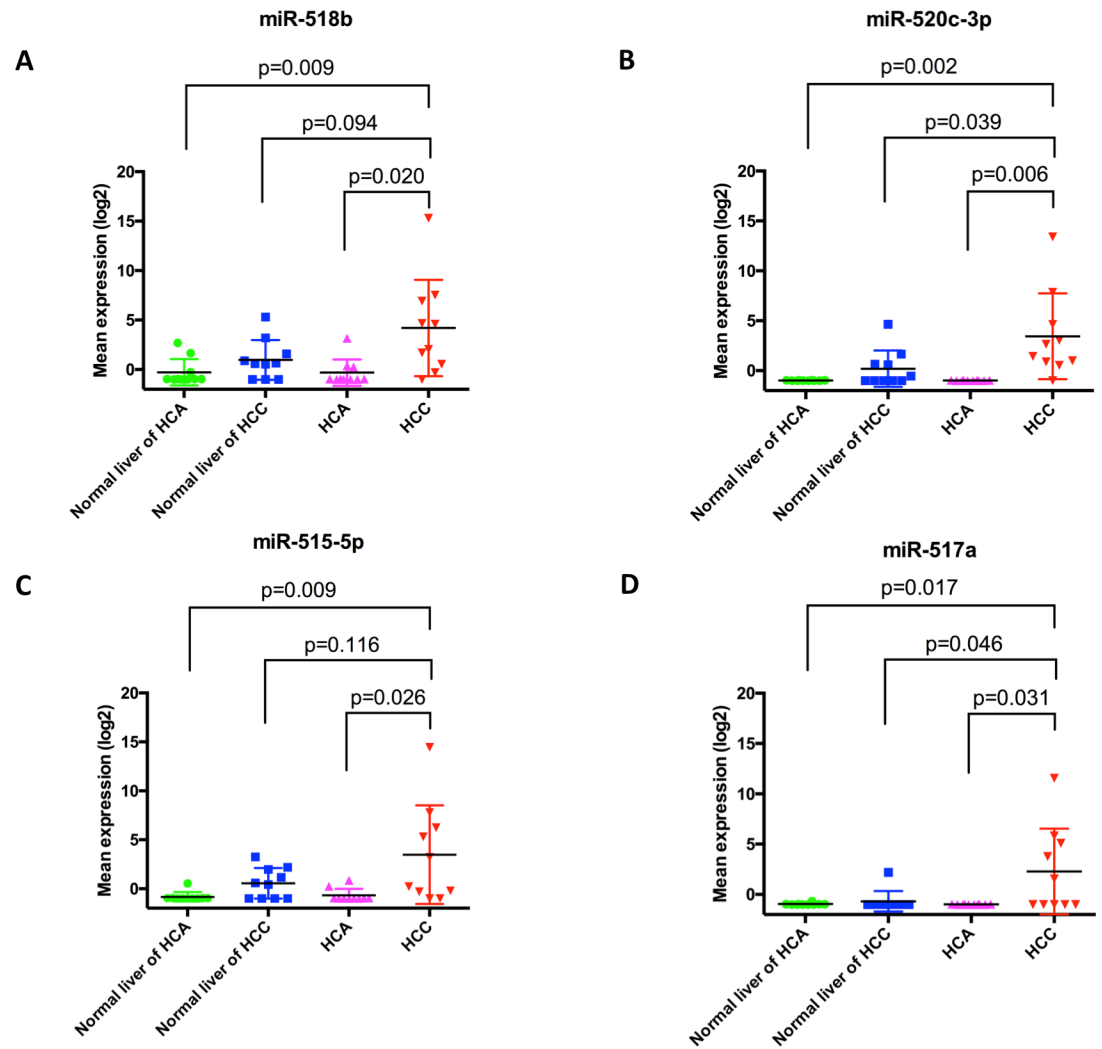 miR-518b
A
p=0.009
p=0.094
p=0.020
Mean expression (log2)
20
15
10
5
0
Normal liver of HCA
Normal liver of HCC
HCA
HCC
miR-520c-3p
B
p=0.002
p=0.039
p=0.006
Mean expression (log2)
20
15
10
5
0
Normal liver of HCA
Normal liver of HCC
HCA
HCC
miR-515-5p
C
p=0.009
p=0.116
p=0.026
Mean expression (log2)
20
15
10
5
0
Normal liver of HCA
Normal liver of HCC
HCA
HCC
miR-517a
D
p=0.017
p=0.046
p=0.031
Mean expression (log2)
20
15
10
5
0
Normal liver of HCA
Normal liver of HCC
HCA
HCC